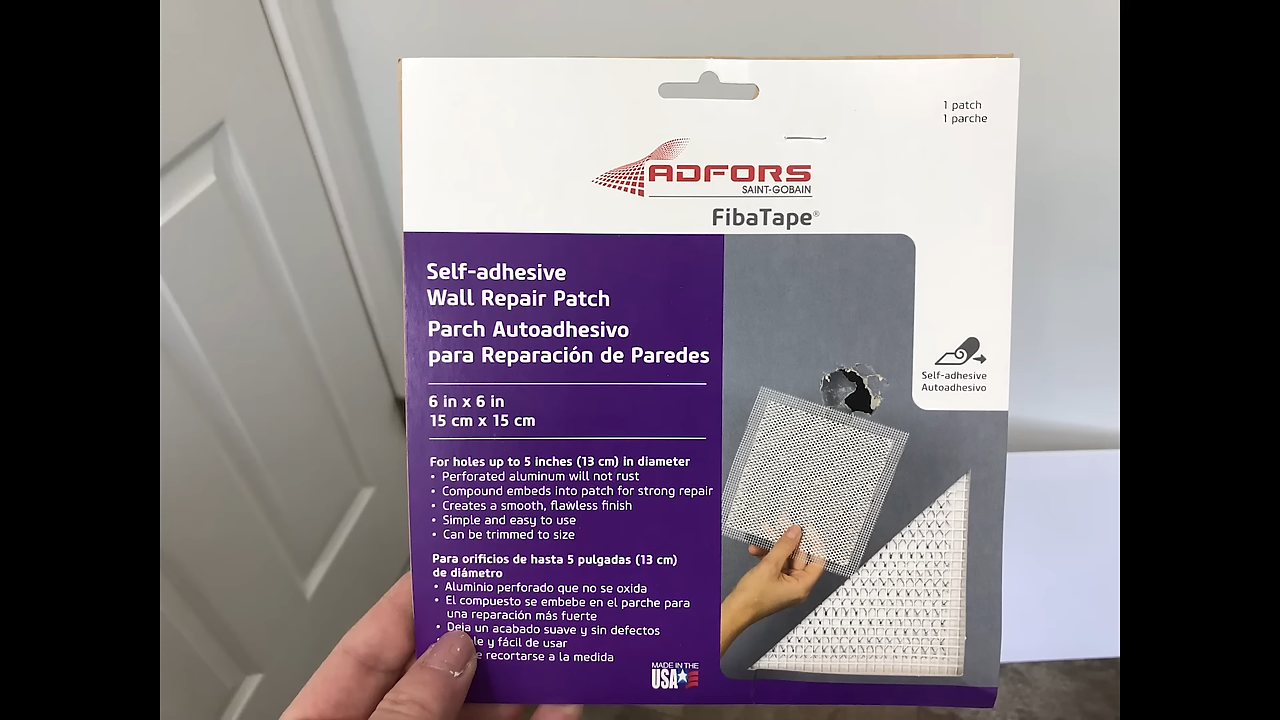 1 patch
1 parche
ADFORS
SAINT-GOBAIN
FibaTape®
Self-adhesive
Wall Repair Patch
Parch Autoadhesivo
para Reparación de Paredes
6 in x 6 in
15 cm x 15 cm
For holes up to 5 inches (13 cm) in diameter
• Perforated aluminum will not rust
• Compound embeds into patch for strong repair
• Creates a smooth, flawless finish
• Simple and easy to use
• Can be trimmed to size
Para orificios de hasta 5 pulgadas (13 cm)
de diámetro
• Aluminio perforado que no se oxida
• El compuesto se embebe en el parche para
una reparación más fuerte
• Deja un acabado suave y sin defectos
y fácil de usar
recortarse a la medida
Self-adhesive
Autoadhesivo
MADE IN THE
USA